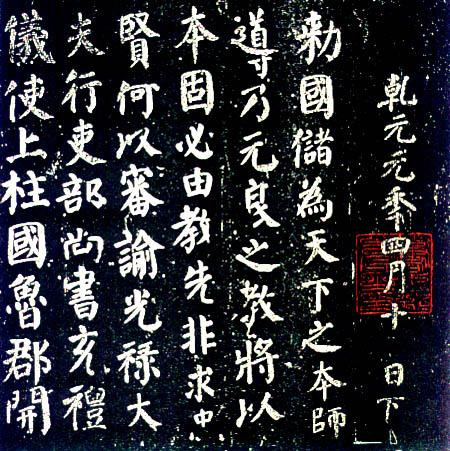 乾元元年四月十日下
勅國儲為天下之本師
導乃元良之教將以
本固必由教先非求忠
賢何以審諭光祿大
夫行吏部尚書充禮
儀使上柱國魯郡開